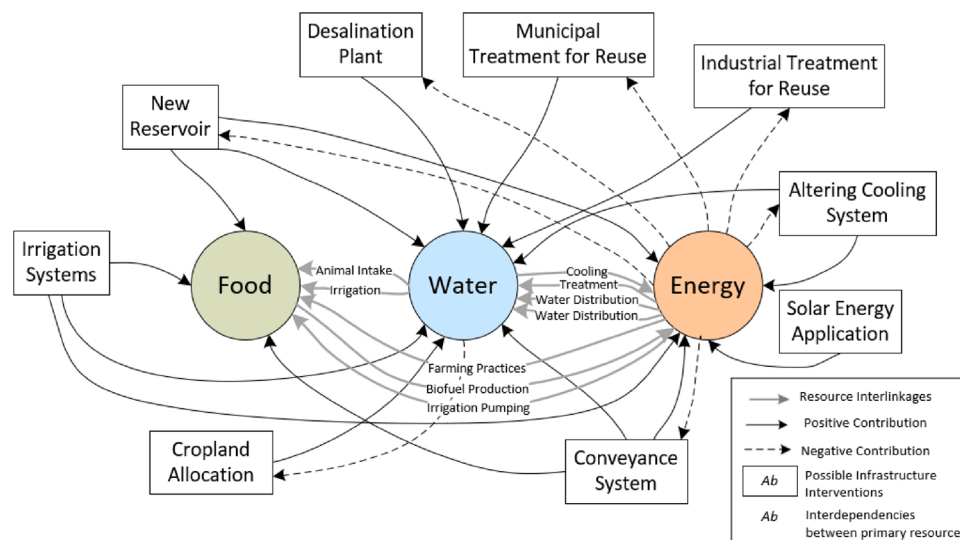 Desalination
Plant
Municipal
Treatment for Reuse
Industrial Treatment
for Reuse
New
Reservoir
Altering Cooling
System
Irrigation
Systems
Food
Water
Energy
Animal Intake
Irrigation
Cooling
Treatment
Water Distribution
Water Distribution
Solar Energy
Application
Farming Practices
Biofuel Production
Irrigation Pumping
Cropland
Allocation
Conveyance
System
Resource Interlinkages
Positive Contribution
Negative Contribution
Ab
Possible Infrastructure
Interventions
Ab
Interdependencies
between primary resource